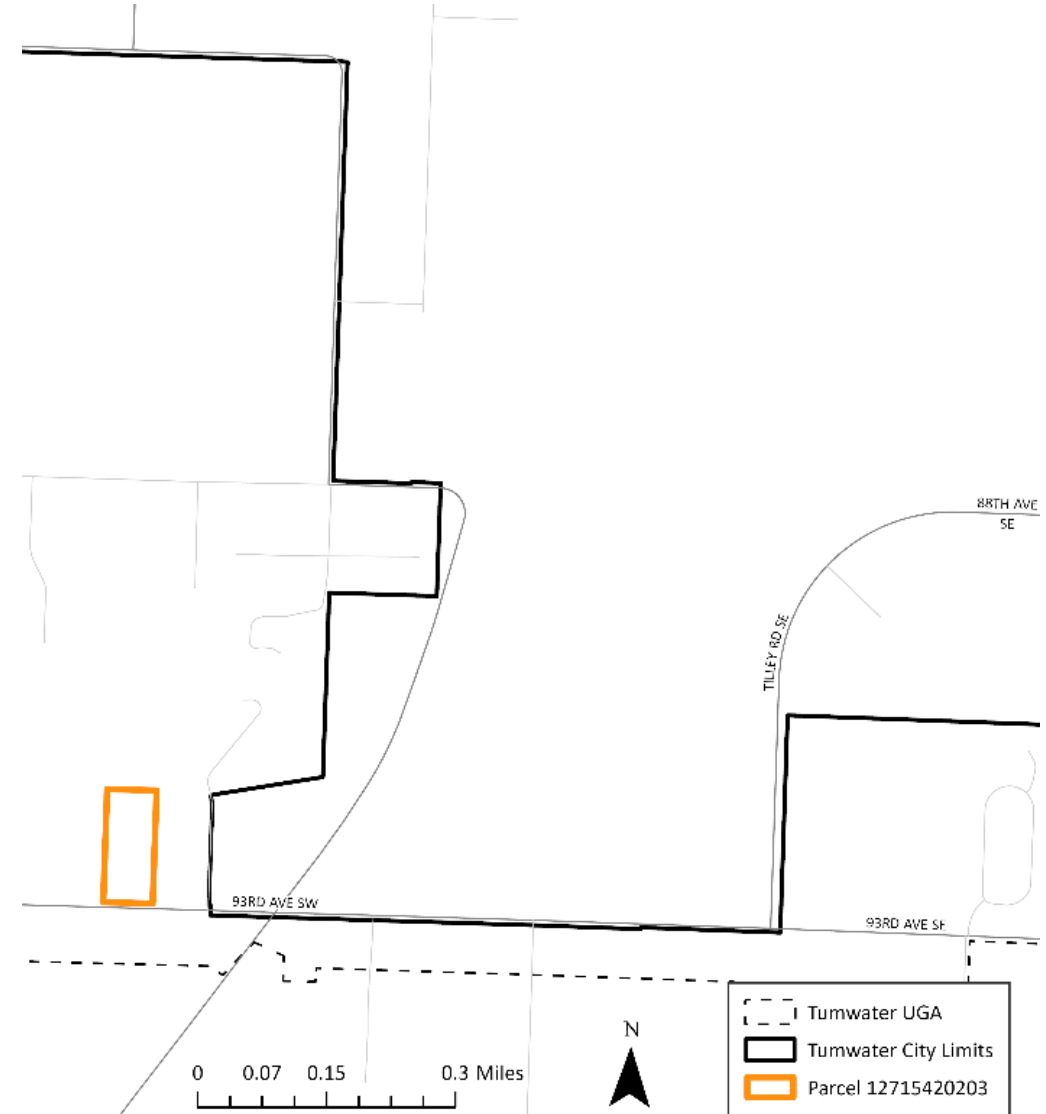 88TH AVE
SE
TILLEY RD SE
93RD AVE SW
93RD AVE SE
N
0 0.07 0.15 0.3 Miles
Tumwater UGA
Tumwater City Limits
Parcel 12715420203